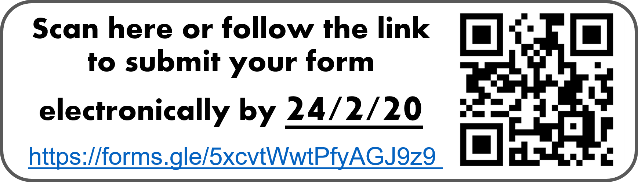 Scan here or follow the link
to submit your form
electronically by 24/2/20
https://forms.gle/5xcvtWwtPfyAGJ9z9